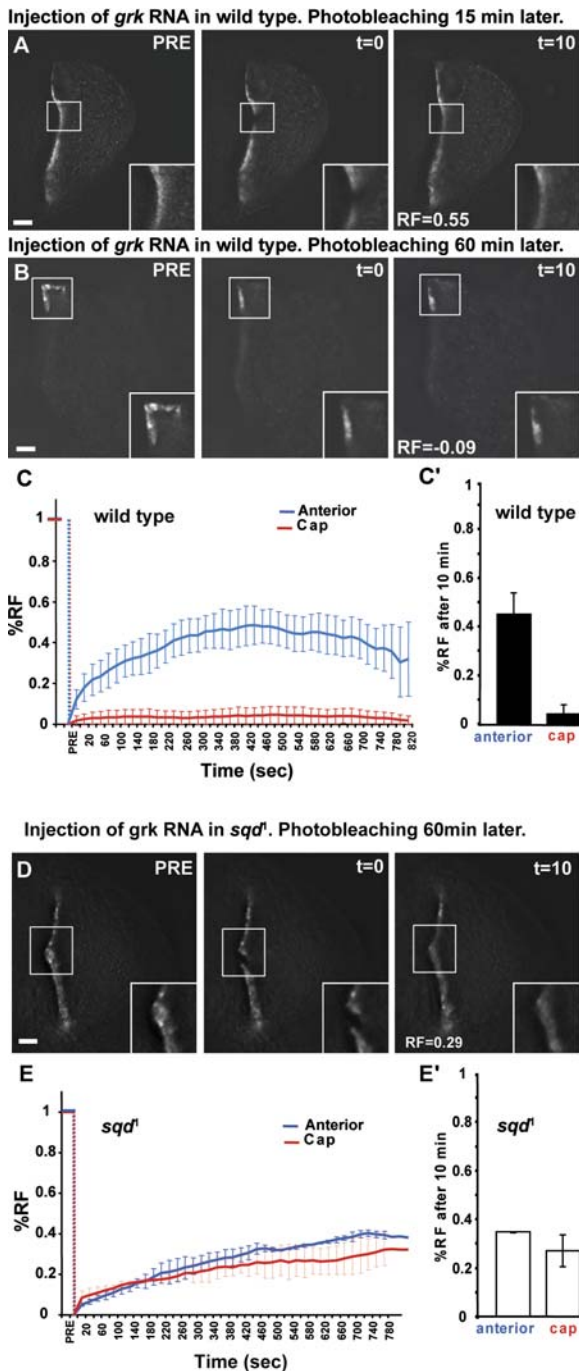 Injection of grk RNA in wild type. Photobleaching 15 min later.
A PRE t=0 t=10
RF=0.55
Injection of grk RNA in wild type. Photobleaching 60 min later.
B PRE t=0 t=10
RF=-0.09
C
wild type
Anterior
Cap
%RF
1
0.8
0.6
0.4
0.2
0
PRE 20 60 100 140 180 220 260 300 340 380 420 460 500 540 580 620 660 700 740 780 820
Time (sec)
C'
wild type
%RF after 10 min
1
0.8
0.6
0.4
0.2
0
anterior cap
Injection of grk RNA in sqd¹. Photobleaching 60min later.
D PRE t=0 t=10
RF=0.29
E
sqd¹
Anterior
Cap
%RF
1
0.8
0.6
0.4
0.2
0
PRE 20 60 100 140 180 220 260 300 340 380 420 460 500 540 580 620 660 700 740 780
Time (sec)
E'
sqd¹
%RF after 10 min
1
0.8
0.6
0.4
0.2
0
anterior cap